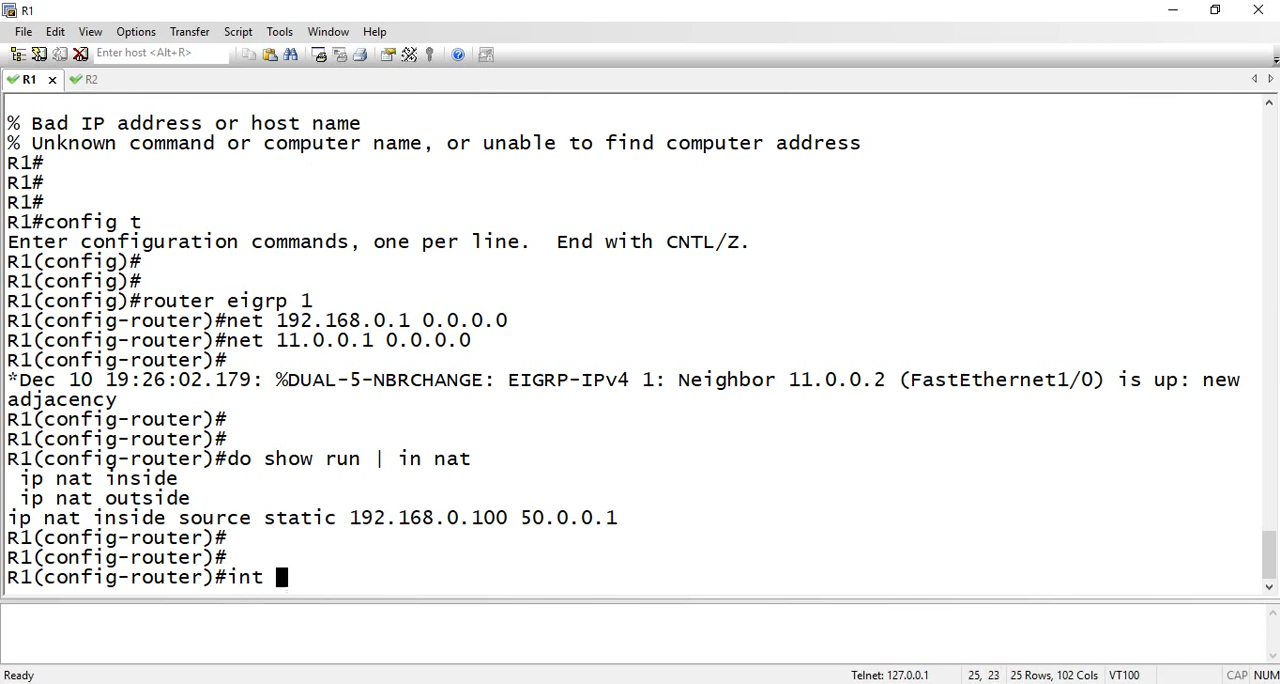 R1
File Edit View Options Transfer Script Tools Window Help
Enter host <Alt+R>
R1 R2
% Bad IP address or host name
% Unknown command or computer name, or unable to find computer address
R1#
R1#
R1#
R1#config t
Enter configuration commands, one per line.  End with CNTL/Z.
R1(config)#
R1(config)#
R1(config)#router eigrp 1
R1(config-router)#net 192.168.0.1 0.0.0.0
R1(config-router)#net 11.0.0.1 0.0.0.0
R1(config-router)#
*Dec 10 19:26:02.179: %DUAL-5-NBRCHANGE: EIGRP-IPv4 1: Neighbor 11.0.0.2 (FastEthernet1/0) is up: new
adjacency
R1(config-router)#
R1(config-router)#
R1(config-router)#do show run | in nat
 ip nat inside
 ip nat outside
ip nat inside source static 192.168.0.100 50.0.0.1
R1(config-router)#
R1(config-router)#
R1(config-router)#int
Ready Telnet: 127.0.0.1 25, 23 25 Rows, 102 Cols VT100 CAP NUM